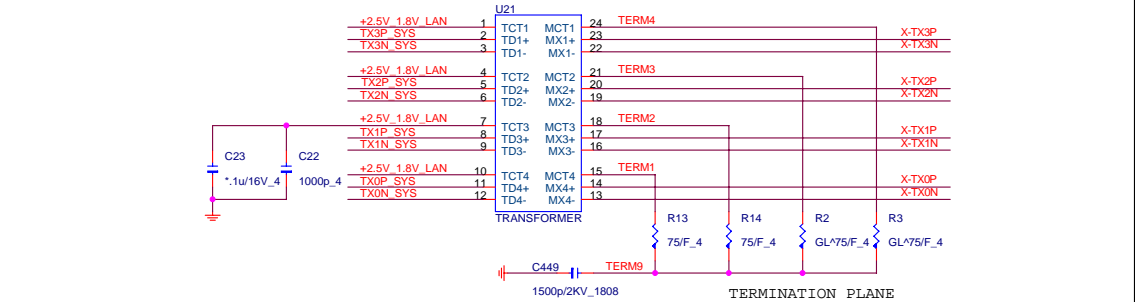 U21
+2.5V_1.8V_LAN 1 TCT1 MCT1 24 TERM4
TX3P_SYS 2 TD1+ MX1+ 23 X-TX3P
TX3N_SYS 3 TD1- MX1- 22 X-TX3N
+2.5V_1.8V_LAN 4 TCT2 MCT2 21 TERM3
TX2P_SYS 5 TD2+ MX2+ 20 X-TX2P
TX2N_SYS 6 TD2- MX2- 19 X-TX2N
7 TCT3 MCT3 18 TERM2
TX1P_SYS 8 TD3+ MX3+ 17 X-TX1P
TX1N_SYS 9 TD3- MX3- 16 X-TX1N
C23 C22
*.1u/16V_4 1000p_4
+2.5V_1.8V_LAN 10 TCT4 MCT4 15 TERM1
TX0P_SYS 11 TD4+ MX4+ 14 X-TX0P
TX0N_SYS 12 TD4- MX4- 13 X-TX0N
TRANSFORMER
R13 R14 R2 R3
75/F_4 75/F_4 GL^75/F_4 GL^75/F_4
C449 TERM9
1500p/2KV_1808
TERMINATION PLANE